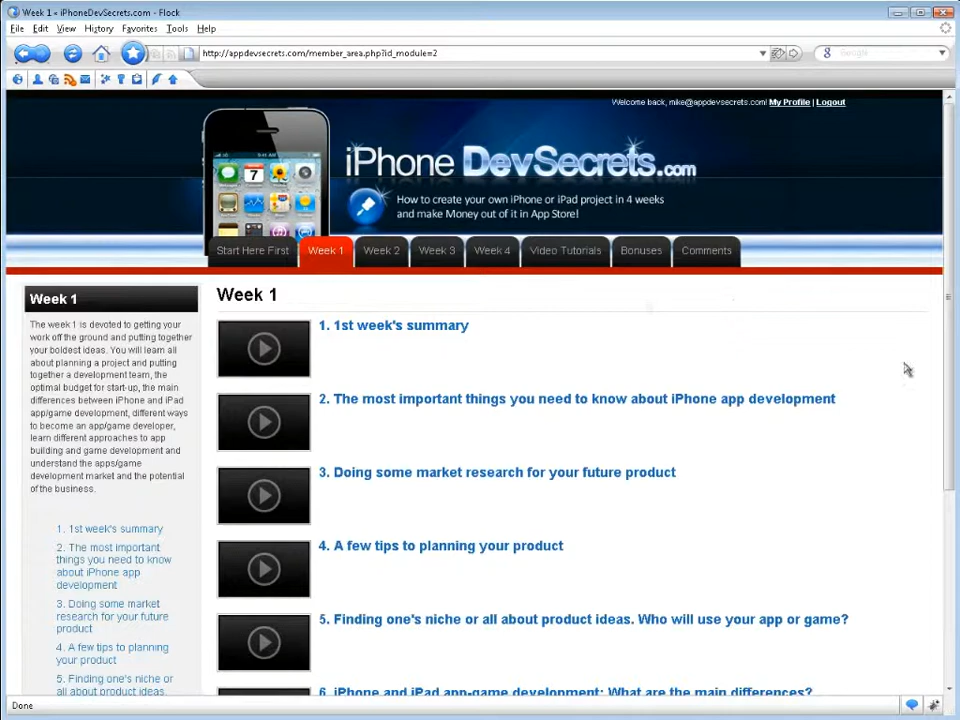 Week 1 « iPhoneDevSecrets.com - Flock
File Edit View History Favorites Tools Help
http://appdevsecrets.com/member_area.php?id_module=2
Google
Welcome back, mike@appdevsecrets.com! My Profile | Logout
iPhone DevSecrets.com
How to create your own iPhone or iPad project in 4 weeks
and make Money out of it in App Store!
Start Here First Week 1 Week 2 Week 3 Week 4 Video Tutorials Bonuses Comments
Week 1
The week 1 is devoted to getting your
work off the ground and putting together
your boldest ideas. You will learn all
about planning a project and putting
together a development team, the
optimal budget for start-up, the main
differences between iPhone and iPad
app/game development, different ways
to become an app/game developer,
learn different approaches to app
building and game development and
understand the apps/game
development market and the potential
of the business.
1. 1st week's summary
2. The most important
things you need to know
about iPhone app
development
3. Doing some market
research for your future
product
4. A few tips to planning
your product
5. Finding one's niche or
all about product ideas.
Week 1
1. 1st week's summary
2. The most important things you need to know about iPhone app development
3. Doing some market research for your future product
4. A few tips to planning your product
5. Finding one's niche or all about product ideas. Who will use your app or game?
6. iPhone and iPad app-game development: What are the main differences?
Done